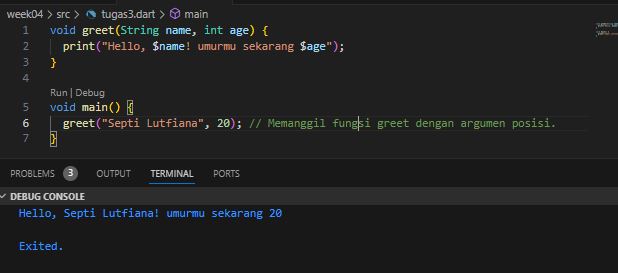 week04 > src > tugas3.dart > main
1 void greet(String name, int age) {
2 print("Hello, $name! umurmu sekarang $age");
3 }
4
Run | Debug
5 void main() {
6 greet("Septi Lutfiana", 20); // Memanggil fungsi greet dengan argumen posisi.
7 }
PROBLEMS 3 OUTPUT TERMINAL PORTS
DEBUG CONSOLE
Hello, Septi Lutfiana! umurmu sekarang 20
Exited.